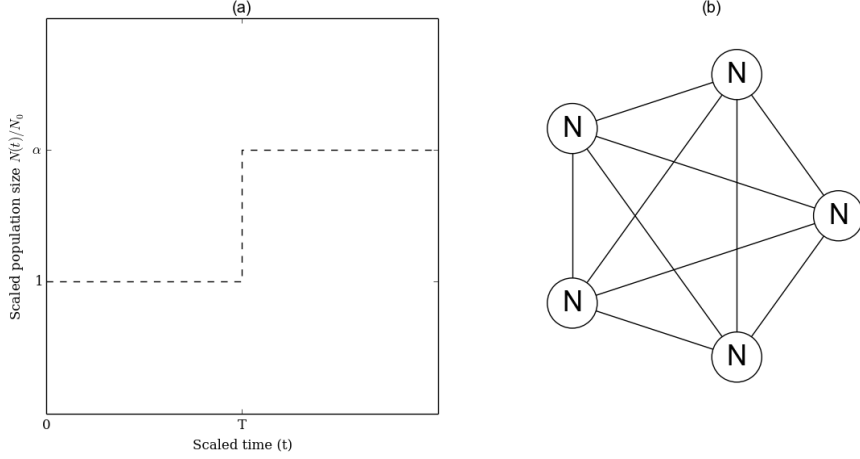 (a)
Scaled population size N(t)/N₀
α
1
0
T
Scaled time (t)
(b)
N
N
N
N
N